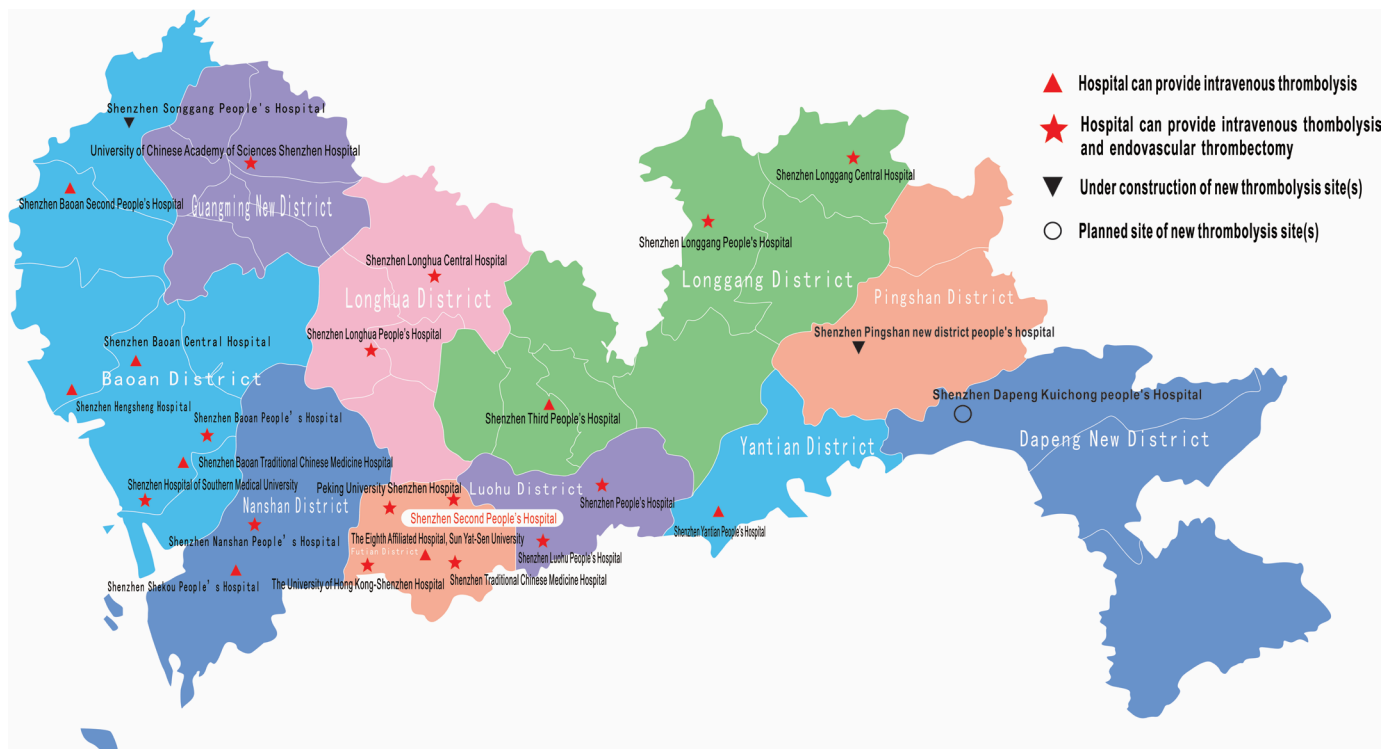 Hospital can provide intravenous thrombolysis
Hospital can provide intravenous thombolysis
and endovascular thrombectomy
Under construction of new thrombolysis site(s)
Planned site of new thrombolysis site(s)
Shenzhen Songgang People's Hospital
University of Chinese Academy of Sciences Shenzhen Hospital
Shenzhen Baoan Second People's Hospital
Guangming New District
Shenzhen Longgang Central Hospital
Shenzhen Longgang People's Hospital
Shenzhen Longhua Central Hospital
Longgang District
Longhua District
Pingshan District
Shenzhen Longhua People's Hospital
Shenzhen Pingshan new district people's hospital
Shenzhen Baoan Central Hospital
Baoan District
Shenzhen Dapeng Kuichong people's Hospital
Shenzhen Hengsheng Hospital
Shenzhen Baoan People's Hospital
Shenzhen Third People's Hospital
Dapeng New District
Yantian District
Shenzhen Baoan Traditional Chinese Medicine Hospital
Shenzhen Hospital of Southern Medical University
Peking University Shenzhen Hospital
Luohu District
Nanshan District
Shenzhen People's Hospital
Shenzhen Second People's Hospital
Shenzhen Yantian People's Hospital
Shenzhen Nanshan People's Hospital
The Eighth Affiliated Hospital, Sun Yat-Sen University
Futian District
Shenzhen Luohu People's Hospital
Shenzhen Shekou People's Hospital
The University of Hong Kong-Shenzhen Hospital
Shenzhen Traditional Chinese Medicine Hospital